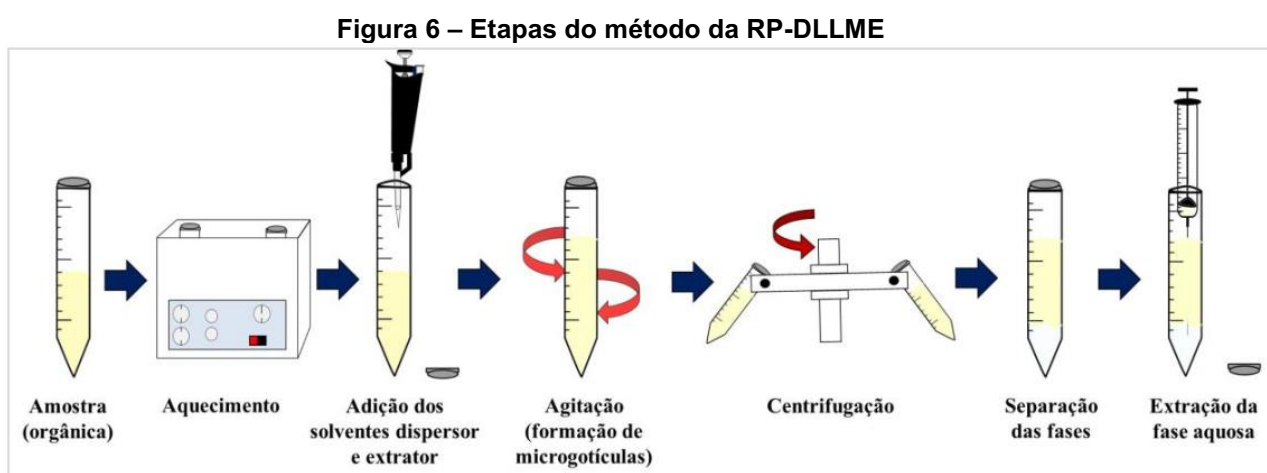 Figura 6 – Etapas do método da RP-DLLME
Amostra
(orgânica)
Aquecimento
Adição dos
solventes dispersor
e extrator
Agitação
(formação de
microgotículas)
Centrifugação
Separação
das fases
Extração da
fase aquosa